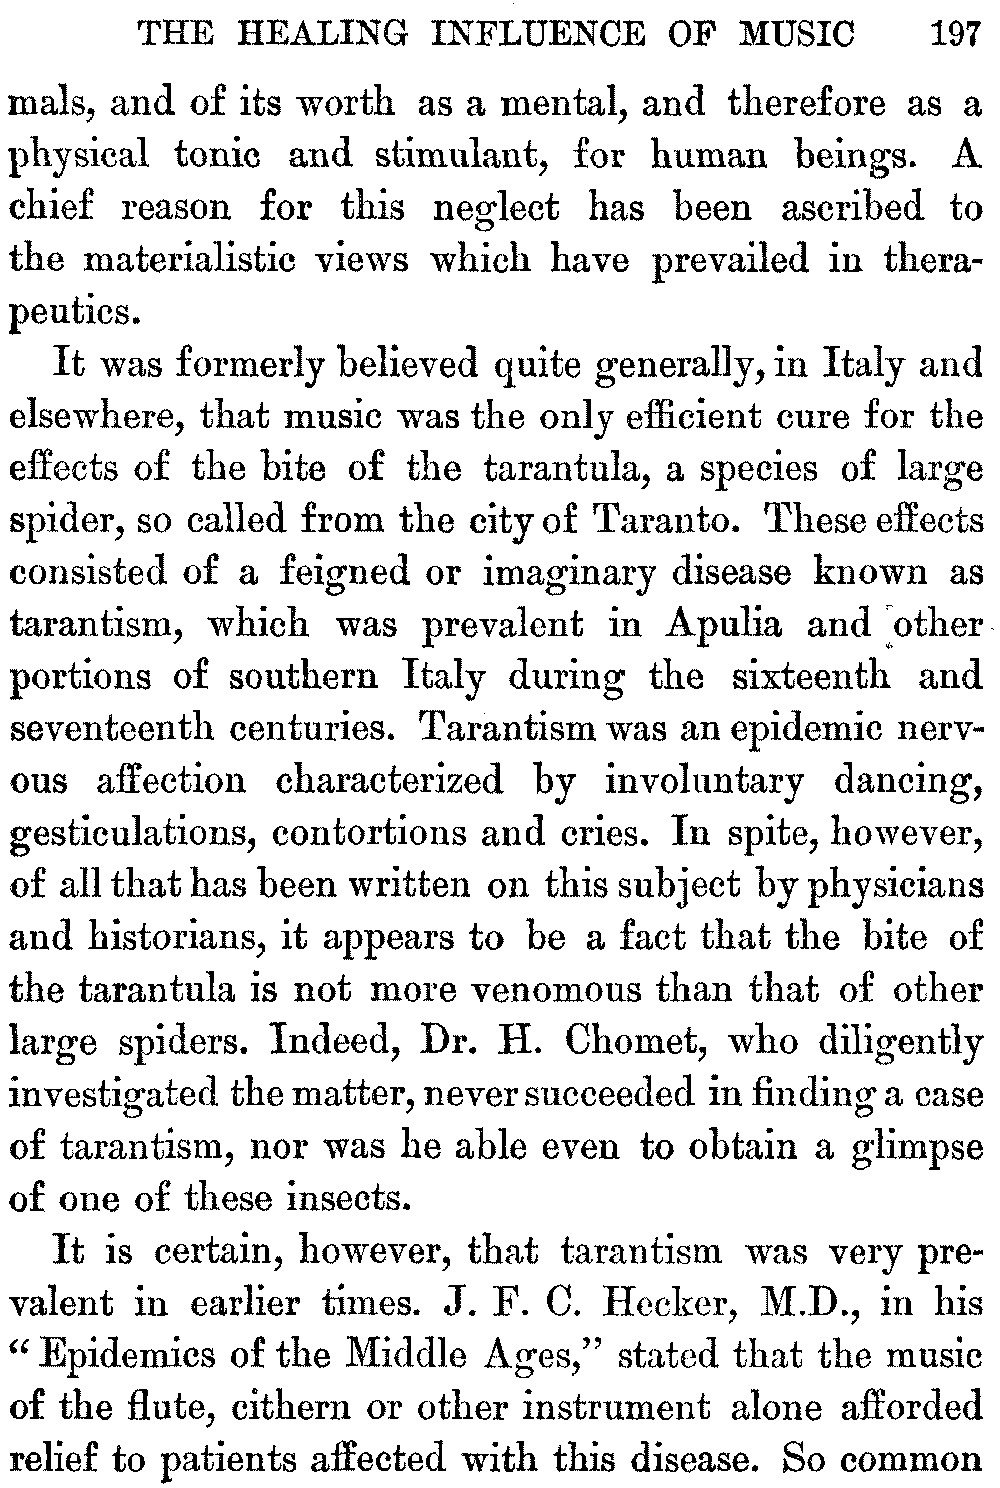 THE HEALING INFLUENCE OF MUSIC 197
mals, and of its worth as a mental, and therefore as a
physical tonic and stimulant, for human beings. A
chief reason for this neglect has been ascribed to
the materialistic views which have prevailed in thera-
peutics.
It was formerly believed quite generally, in Italy and
elsewhere, that music was the only efficient cure for the
effects of the bite of the tarantula, a species of large
spider, so called from the city of Taranto. These effects
consisted of a feigned or imaginary disease known as
tarantism, which was prevalent in Apulia and other
portions of southern Italy during the sixteenth and
seventeenth centuries. Tarantism was an epidemic nerv-
ous affection characterized by involuntary dancing,
gesticulations, contortions and cries. In spite, however,
of all that has been written on this subject by physicians
and historians, it appears to be a fact that the bite of
the tarantula is not more venomous than that of other
large spiders. Indeed, Dr. H. Chomet, who diligently
investigated the matter, never succeeded in finding a case
of tarantism, nor was he able even to obtain a glimpse
of one of these insects.
It is certain, however, that tarantism was very pre-
valent in earlier times. J. F. C. Hecker, M.D., in his
“Epidemics of the Middle Ages,” stated that the music
of the flute, cithern or other instrument alone afforded
relief to patients affected with this disease. So common